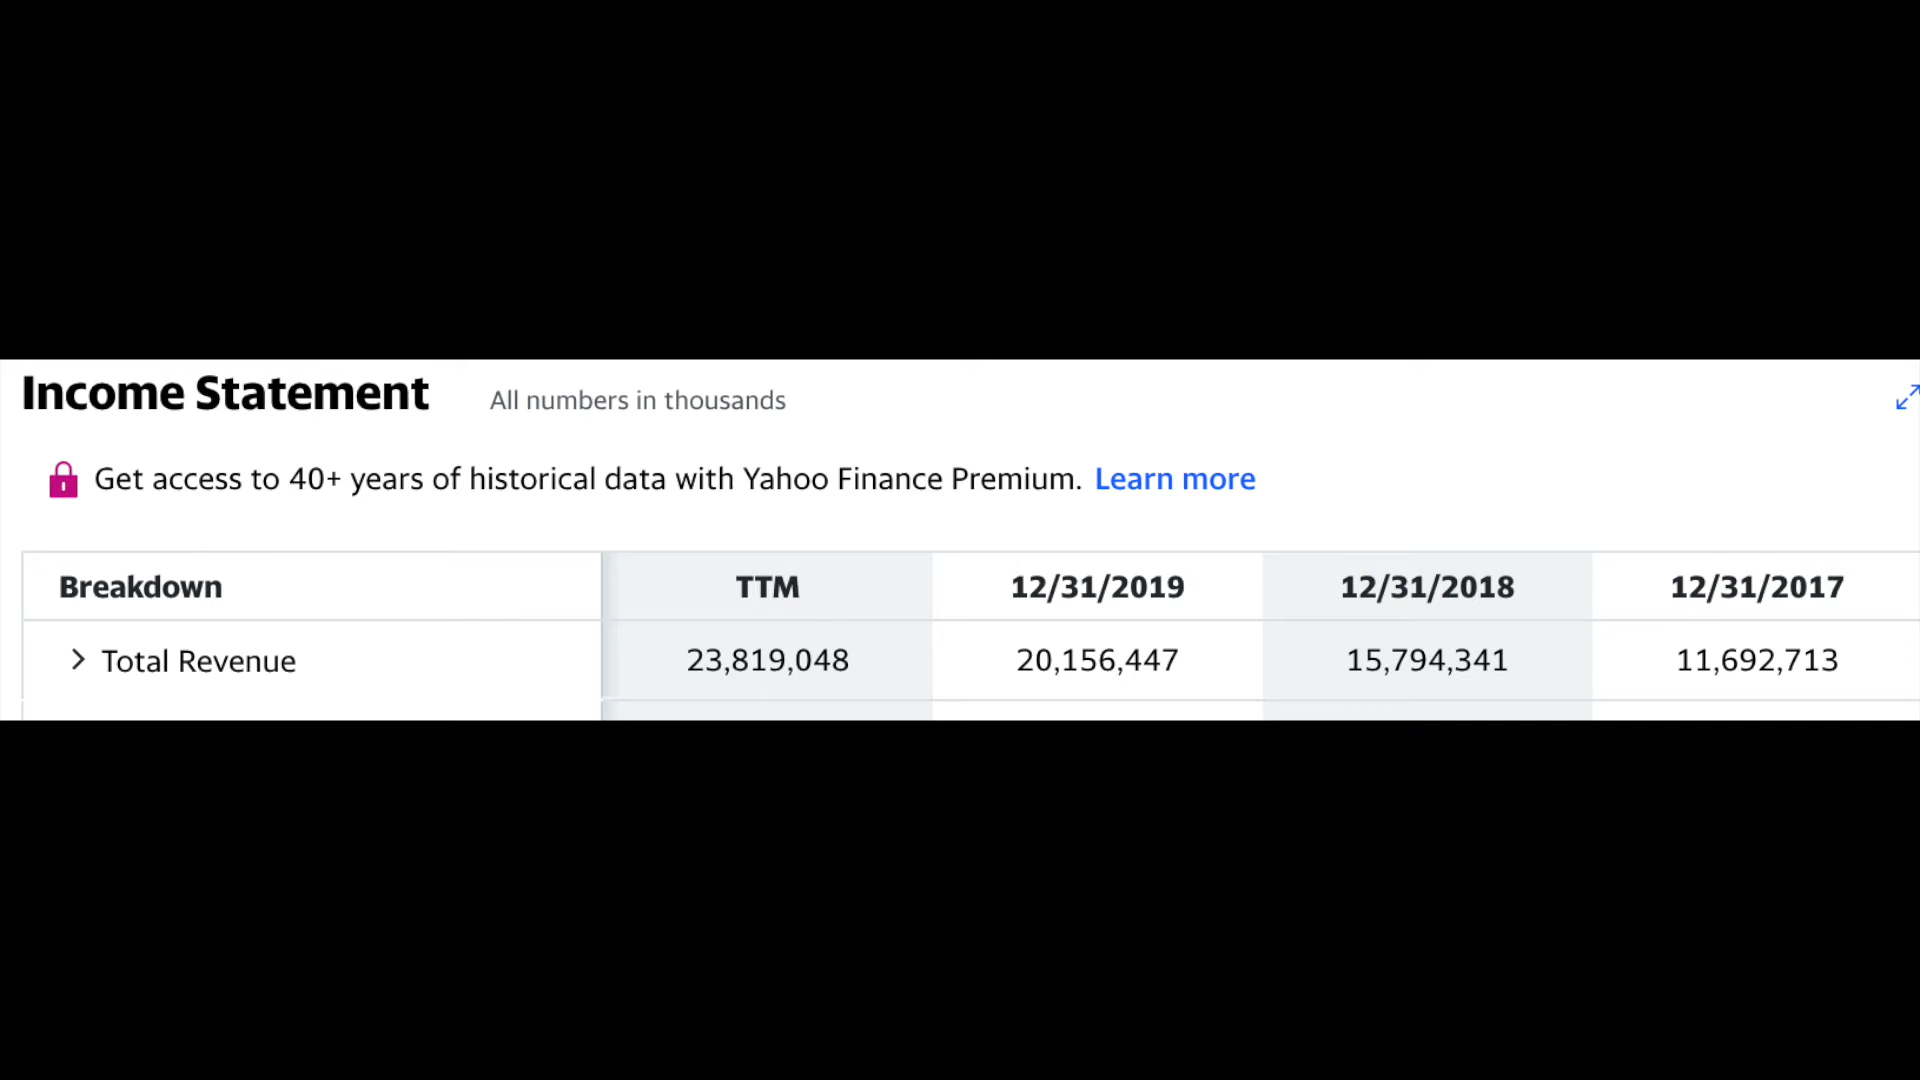 Income Statement All numbers in thousands
Get access to 40+ years of historical data with Yahoo Finance Premium. Learn more
Breakdown TTM 12/31/2019 12/31/2018 12/31/2017
Total Revenue 23,819,048 20,156,447 15,794,341 11,692,713